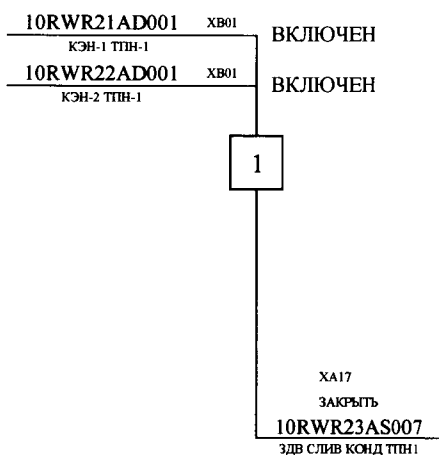 10RWR21AD001 XB01 ВКЛЮЧЕН
КЭН-1 ТПН-1
10RWR22AD001 XB01 ВКЛЮЧЕН
КЭН-2 ТПН-1
1
XA17
ЗАКРЫТЬ
10RWR23AS007
ЗДВ СЛИВ КОНД ТПН1